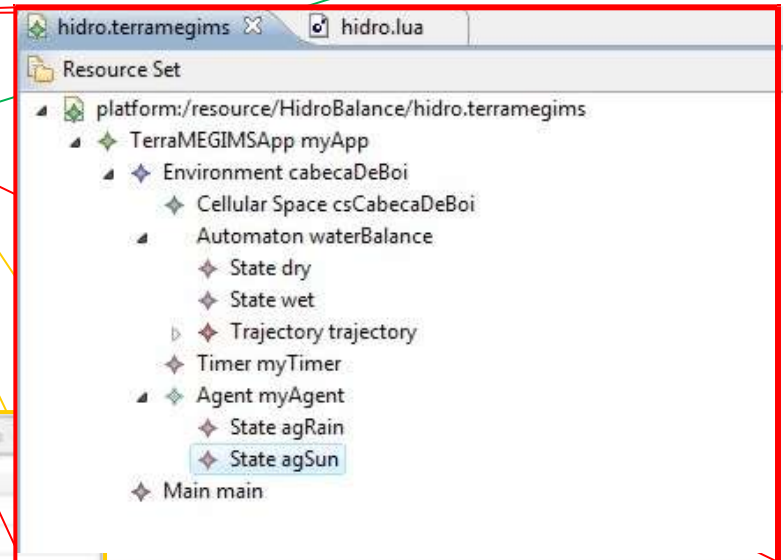 hidro.terramegims hidro.lua
Resource Set
platform:/resource/HidroBalance/hidro.terramegims
TerraMEGIMSApp myApp
Environment cabecaDeBoi
Cellular Space csCabecaDeBoi
Automaton waterBalance
State dry
State wet
Trajectory trajectory
Timer myTimer
Agent myAgent
State agRain
State agSun
Main main